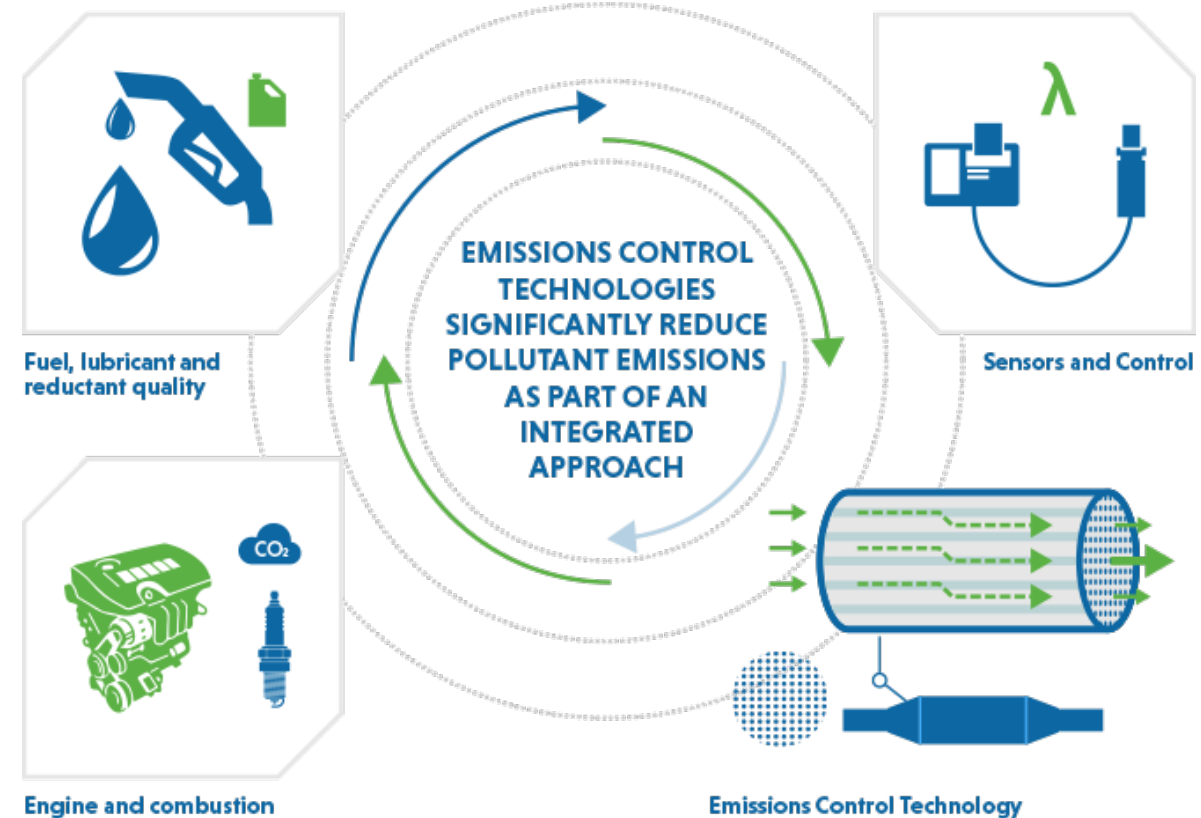 λ
EMISSIONS CONTROL
TECHNOLOGIES
SIGNIFICANTLY REDUCE
POLLUTANT EMISSIONS
AS PART OF AN
INTEGRATED
APPROACH
Fuel, lubricant and
reductant quality
Sensors and Control
CO₂
Engine and combustion
Emissions Control Technology